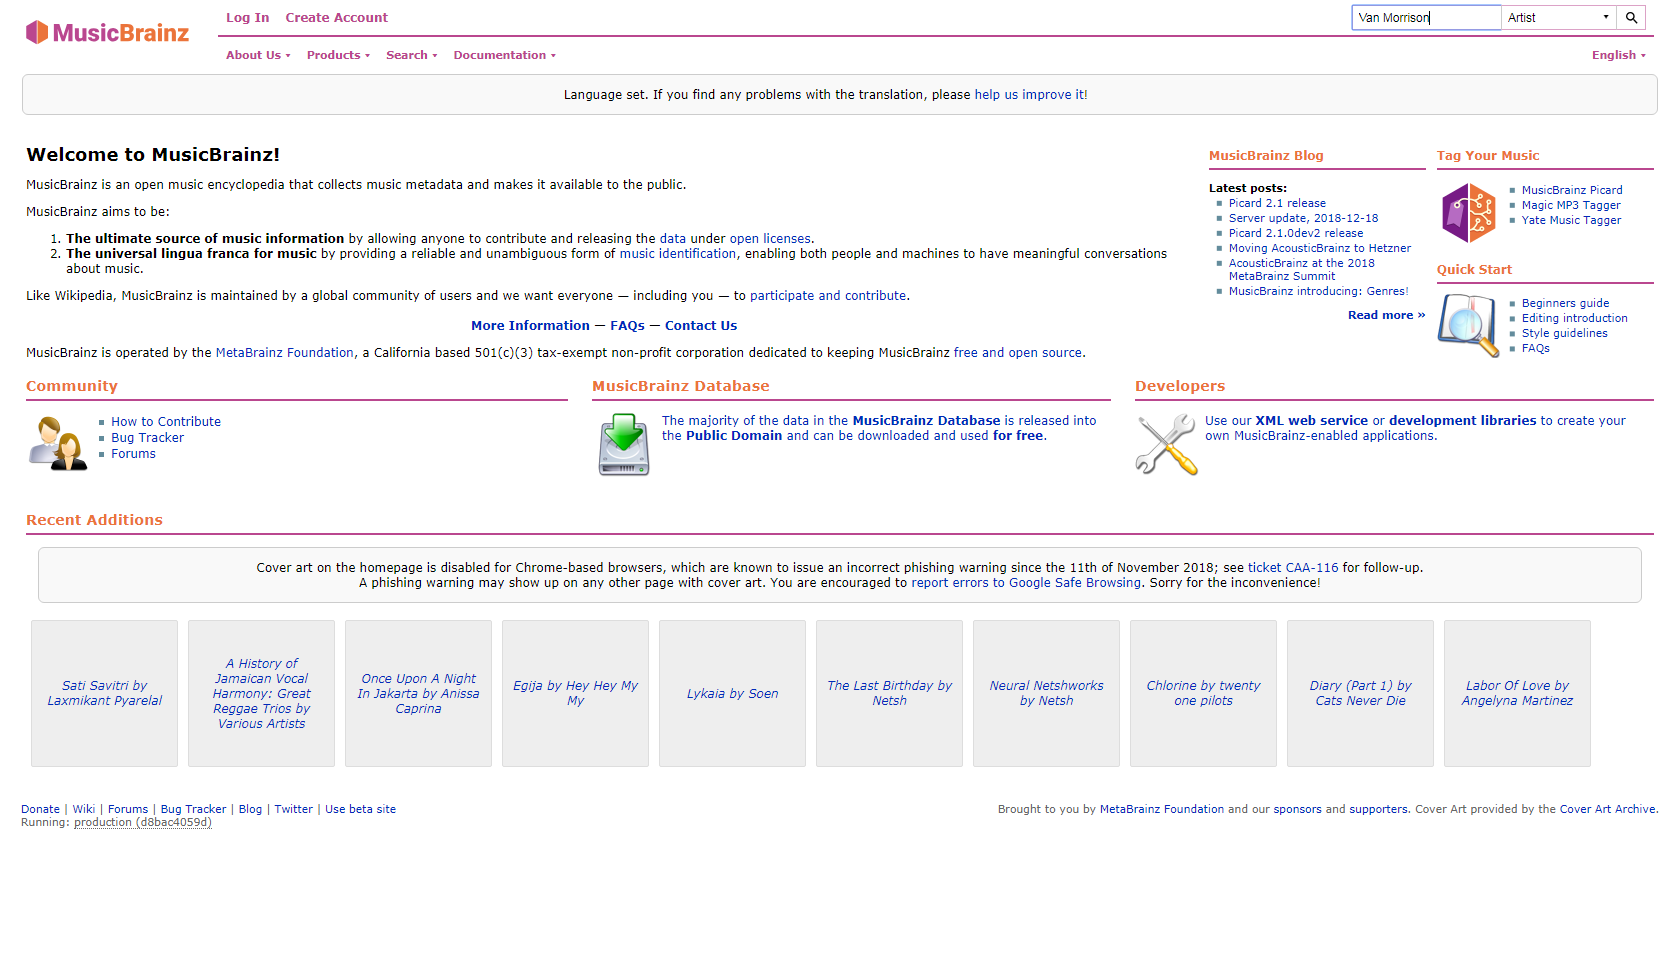 MusicBrainz
Log In Create Account
Van Morrison Artist
About Us Products Search Documentation English
Language set. If you find any problems with the translation, please help us improve it!
Welcome to MusicBrainz!
MusicBrainz is an open music encyclopedia that collects music metadata and makes it available to the public.
MusicBrainz aims to be:
1. The ultimate source of music information by allowing anyone to contribute and releasing the data under open licenses.
2. The universal lingua franca for music by providing a reliable and unambiguous form of music identification, enabling both people and machines to have meaningful conversations
about music.
Like Wikipedia, MusicBrainz is maintained by a global community of users and we want everyone — including you — to participate and contribute.
More Information — FAQs — Contact Us
MusicBrainz is operated by the MetaBrainz Foundation, a California based 501(c)(3) tax-exempt non-profit corporation dedicated to keeping MusicBrainz free and open source.
MusicBrainz Blog
Latest posts:
Picard 2.1 release
Server update, 2018-12-18
Picard 2.1.0dev2 release
Moving AcousticBrainz to Hetzner
AcousticBrainz at the 2018
MetaBrainz Summit
MusicBrainz introducing: Genres!
Read more »
Tag Your Music
MusicBrainz Picard
Magic MP3 Tagger
Yate Music Tagger
Quick Start
Beginners guide
Editing introduction
Style guidelines
FAQs
Community
How to Contribute
Bug Tracker
Forums
MusicBrainz Database
The majority of the data in the MusicBrainz Database is released into
the Public Domain and can be downloaded and used for free.
Developers
Use our XML web service or development libraries to create your
own MusicBrainz-enabled applications.
Recent Additions
Cover art on the homepage is disabled for Chrome-based browsers, which are known to issue an incorrect phishing warning since the 11th of November 2018; see ticket CAA-116 for follow-up.
A phishing warning may show up on any other page with cover art. You are encouraged to report errors to Google Safe Browsing. Sorry for the inconvenience!
Sati Savitri by
Laxmikant Pyarelal
A History of
Jamaican Vocal
Harmony: Great
Reggae Trios by
Various Artists
Once Upon A Night
In Jakarta by Anissa
Caprina
Egija by Hey Hey My
My
Lykaia by Soen
The Last Birthday by
Netsh
Neural Netshworks
by Netsh
Chlorine by twenty
one pilots
Diary (Part 1) by
Cats Never Die
Labor Of Love by
Angelyna Martinez
Donate | Wiki | Forums | Bug Tracker | Blog | Twitter | Use beta site
Running: production (d8bac4059d)
Brought to you by MetaBrainz Foundation and our sponsors and supporters. Cover Art provided by the Cover Art Archive.